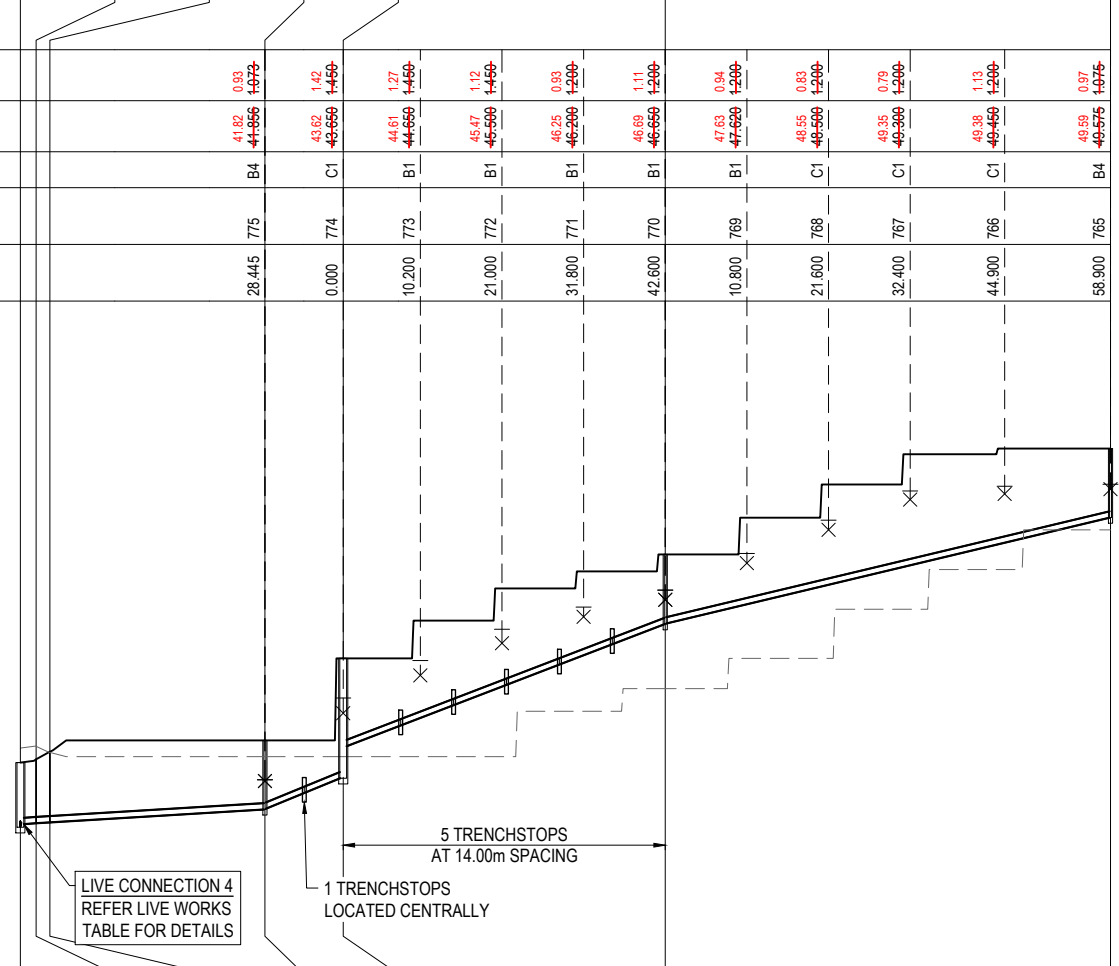 0.93 1.42 1.27 1.12 0.93 1.11 0.94 0.83 0.79 1.13 0.97
1.073 1.450 1.450 1.450 1.200 1.200 1.200 1.200 1.200 1.200 1.075
41.82 43.62 44.61 45.47 46.25 46.69 47.63 48.55 49.35 49.38 49.59
41.856 43.650 44.650 45.500 46.200 46.650 47.620 48.500 49.300 49.450 49.575
B4 C1 B1 B1 B1 B1 B1 C1 C1 C1 B4
775 774 773 772 771 770 769 768 767 766 765
28.445 0.000 10.200 21.000 31.800 42.600 10.800 21.600 32.400 44.900 58.900
5 TRENCHSTOPS
AT 14.00m SPACING
LIVE CONNECTION 4
REFER LIVE WORKS
TABLE FOR DETAILS
1 TRENCHSTOPS
LOCATED CENTRALLY